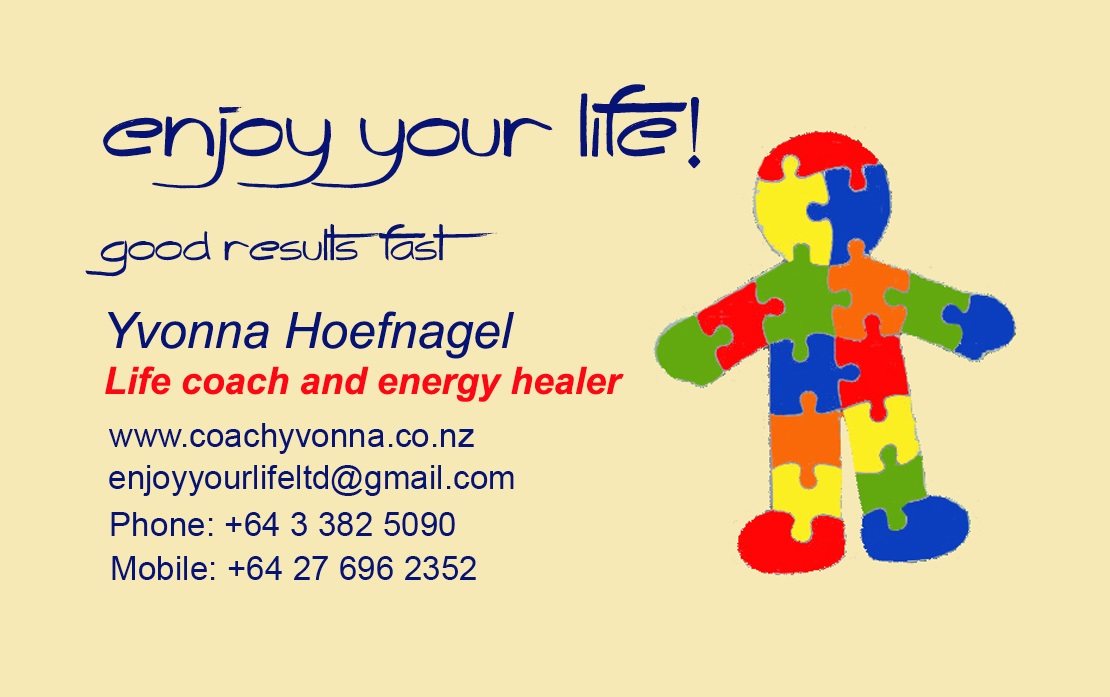 enjoy your life!
good results fast
Yvonna Hoefnagel
Life coach and energy healer
www.coachyvonna.co.nz
enjoyyourlifeltd@gmail.com
Phone: +64 3 382 5090
Mobile: +64 27 696 2352